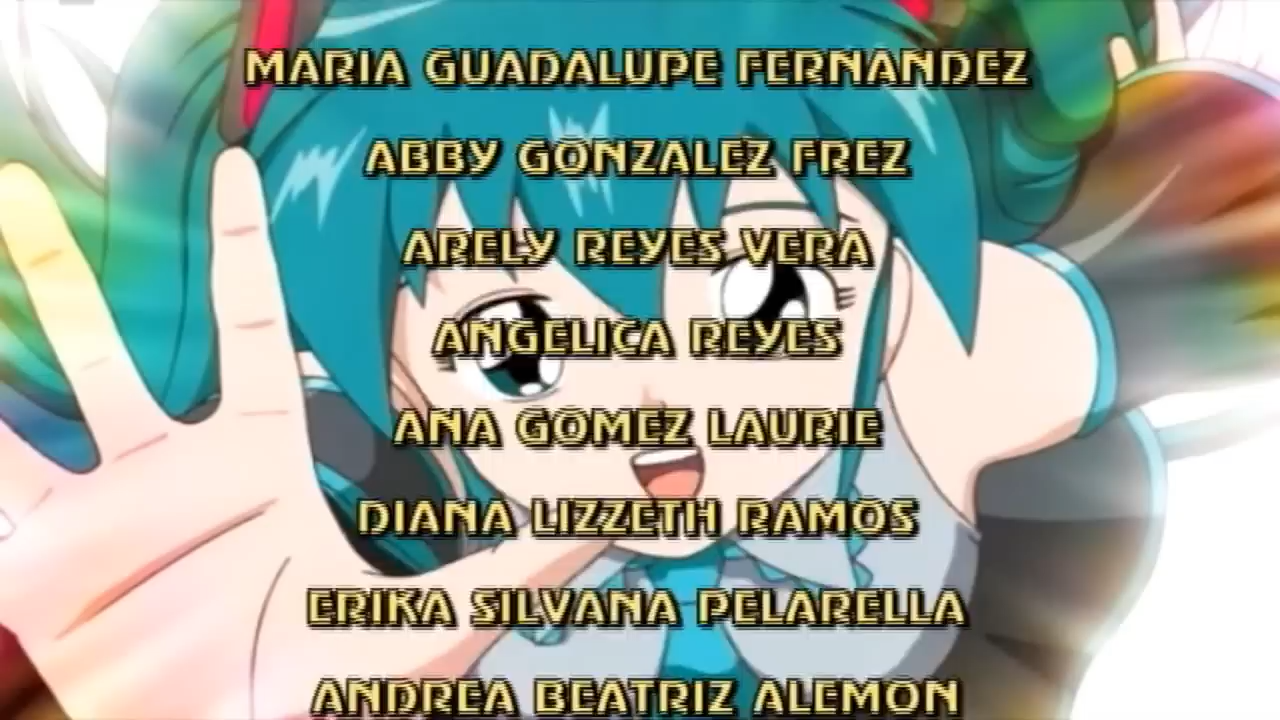 MARIA GUADALUPE FERNANDEZ
ABBY GONZALEZ FREZ
ARELY REYES VERA
ANGELICA REYES
ANA GOMEZ LAURIE
DIANA LIZZETH RAMOS
ERIKA SILVANA PELARELLA
ANDREA BEATRIZ ALEMON